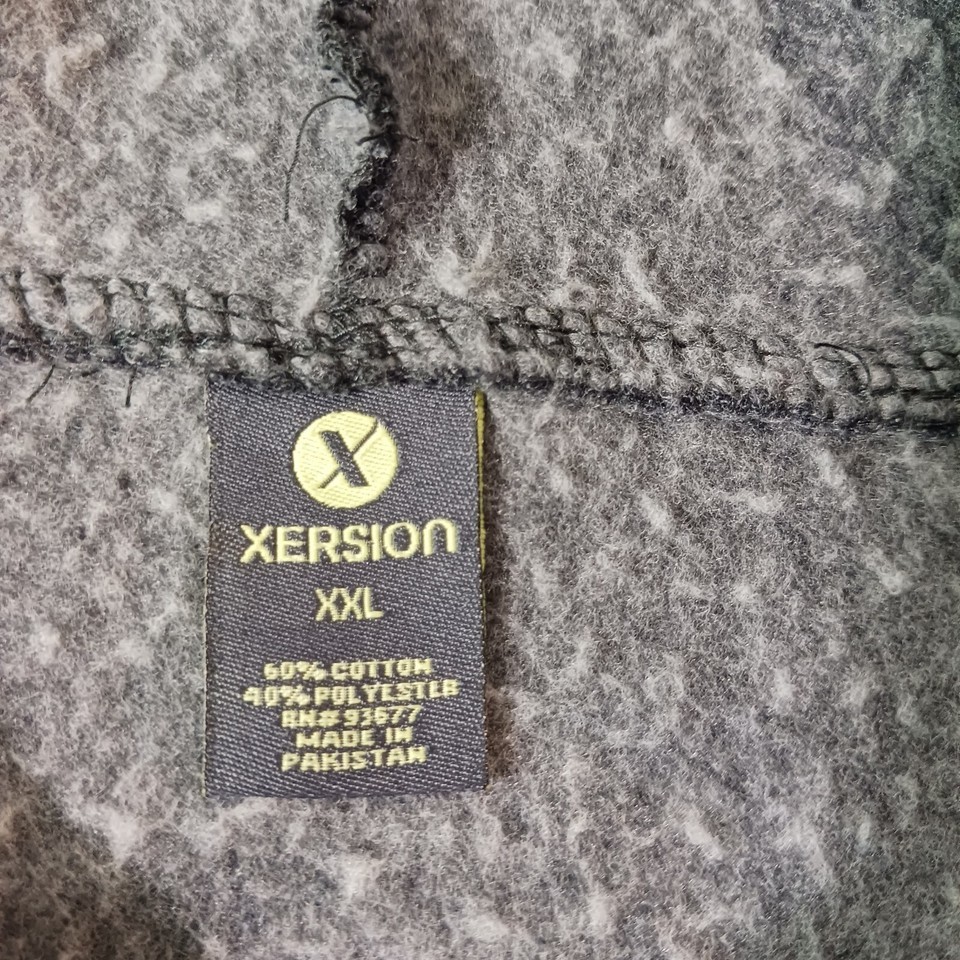 X
XERSION
XXL
60% COTTON
40% POLYESTER
RN# 93677
MADE IN
PAKISTAN